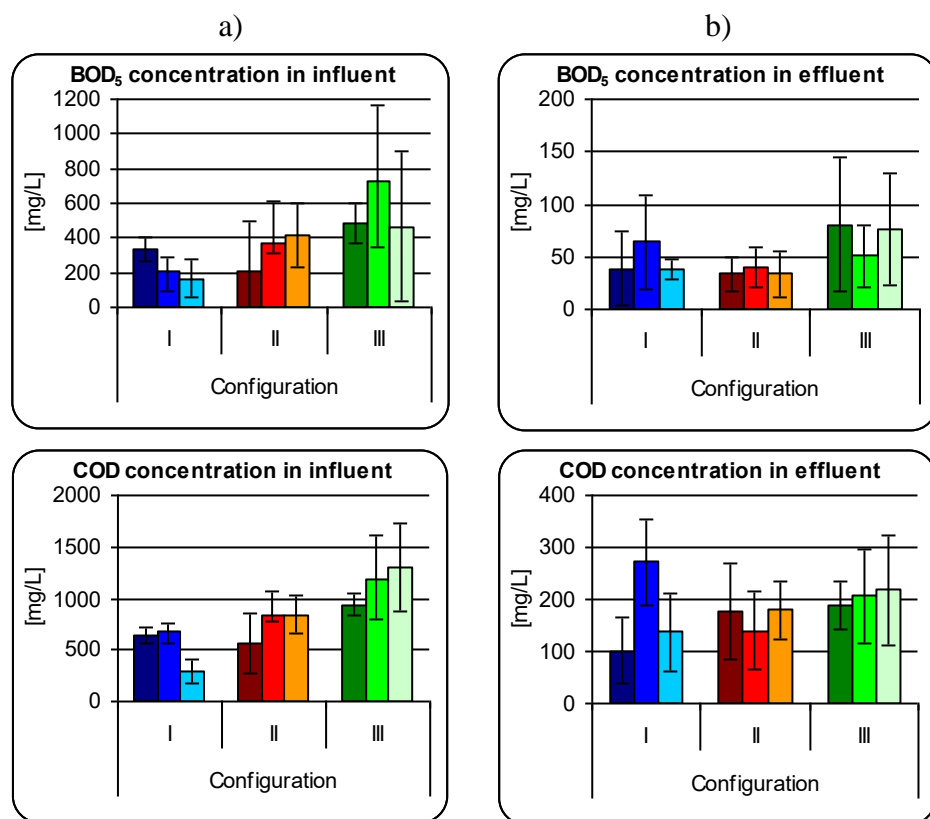 a)
BOD₅ concentration in influent
[mg/L]
1200
1000
800
600
400
200
0
I II III
Configuration
b)
BOD₅ concentration in effluent
[mg/L]
200
150
100
50
0
I II III
Configuration
COD concentration in influent
[mg/L]
2000
1500
1000
500
0
I II III
Configuration
COD concentration in effluent
[mg/L]
400
300
200
100
0
I II III
Configuration